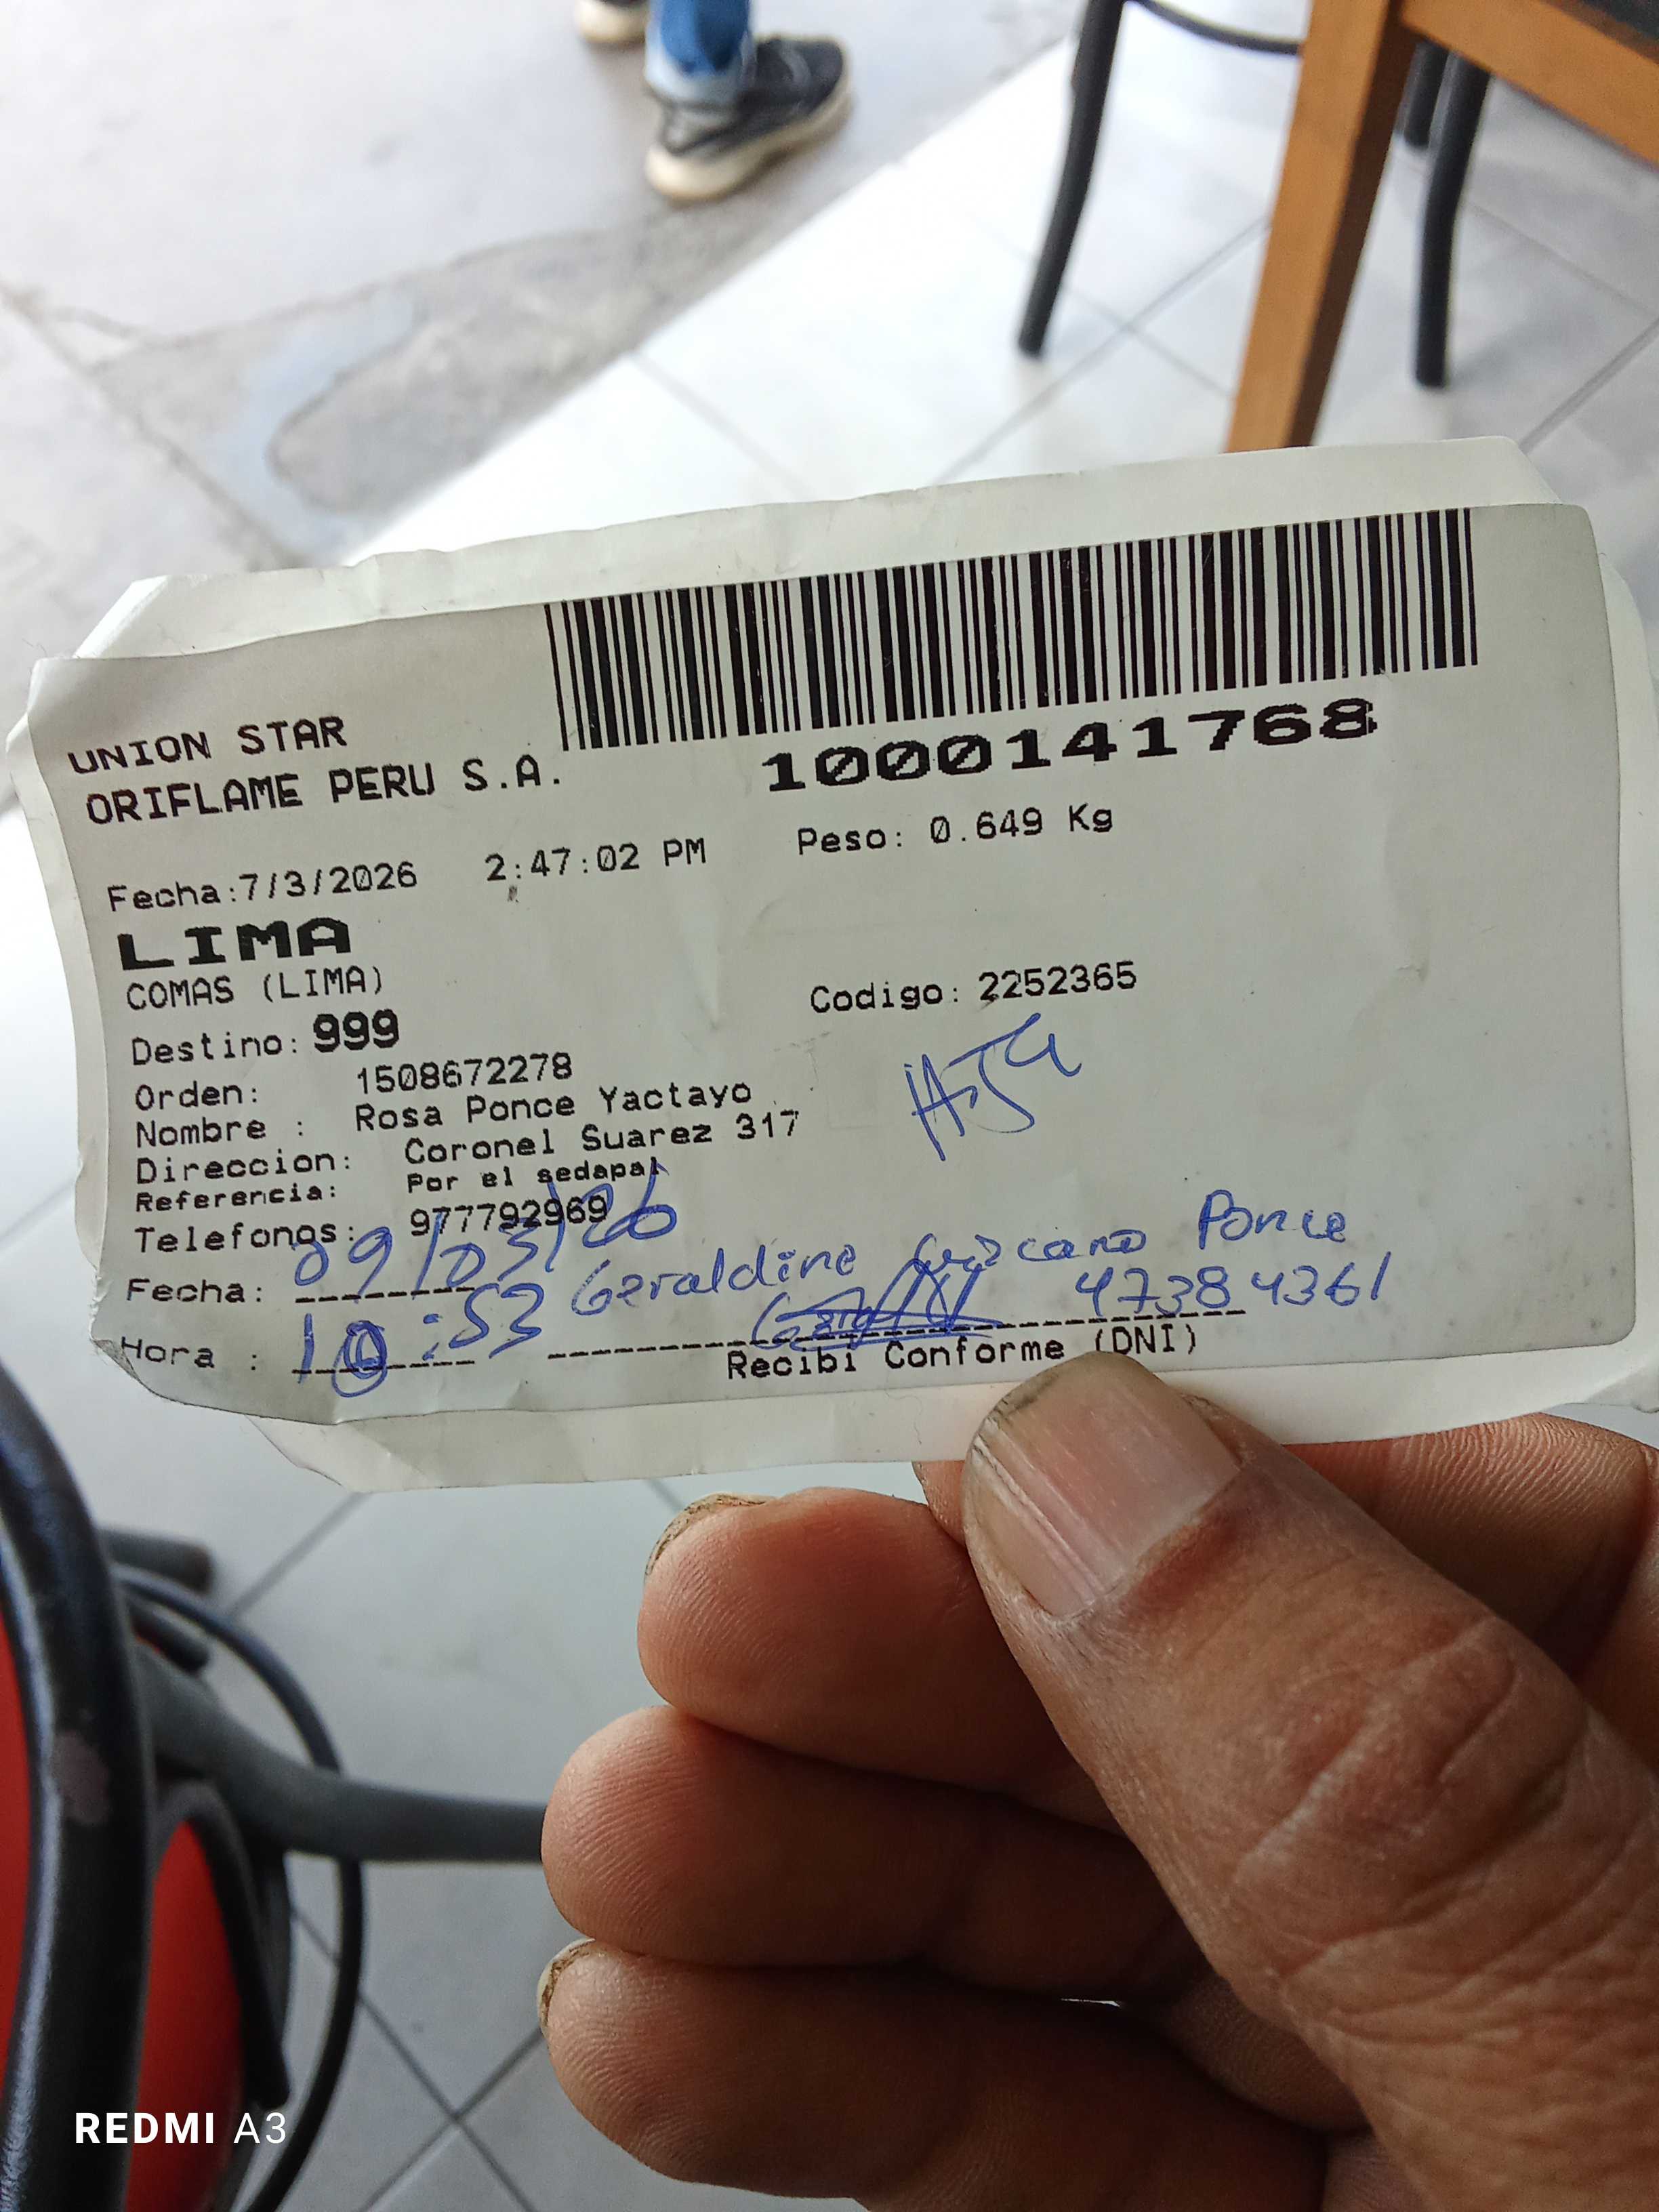 UNION STAR
ORIFLAME PERU S.A.
1000141768
Fecha:7/3/2026 2:47:02 PM Peso: 0.649 Kg
LIMA
COMAS (LIMA)
Destino: 999 Codigo: 2252365
Orden: 1508672278
Nombre : Rosa Ponce Yactayo
Direccion: Coronel Suarez 317
Referencia: Por el sedapal
Telefonos: 977792969
Fecha: 09/03/26 Geraldine Ponce
Hora : 10:53 47384361
Recibi Conforme (DNI)
REDMI A3